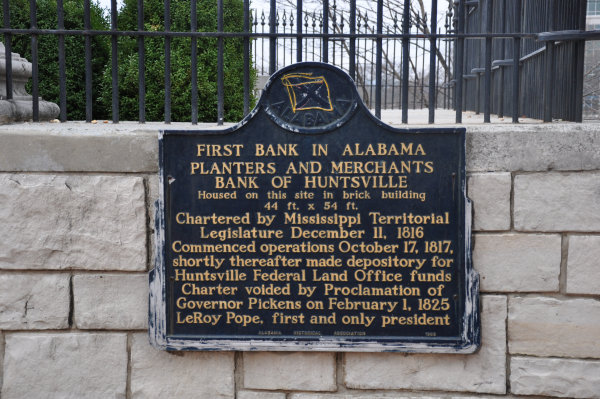 FIRST BANK IN ALABAMA
PLANTERS AND MERCHANTS
BANK OF HUNTSVILLE
Housed on this site in brick building
44 ft. x 54 ft.
Chartered by Mississippi Territorial
Legislature December 11, 1816
Commenced operations October 17, 1817,
shortly thereafter made depository for
Huntsville Federal Land Office funds
Charter voided by Proclamation of
Governor Pickens on February 1, 1825
LeRoy Pope, first and only president
ALABAMA HISTORICAL ASSOCIATION